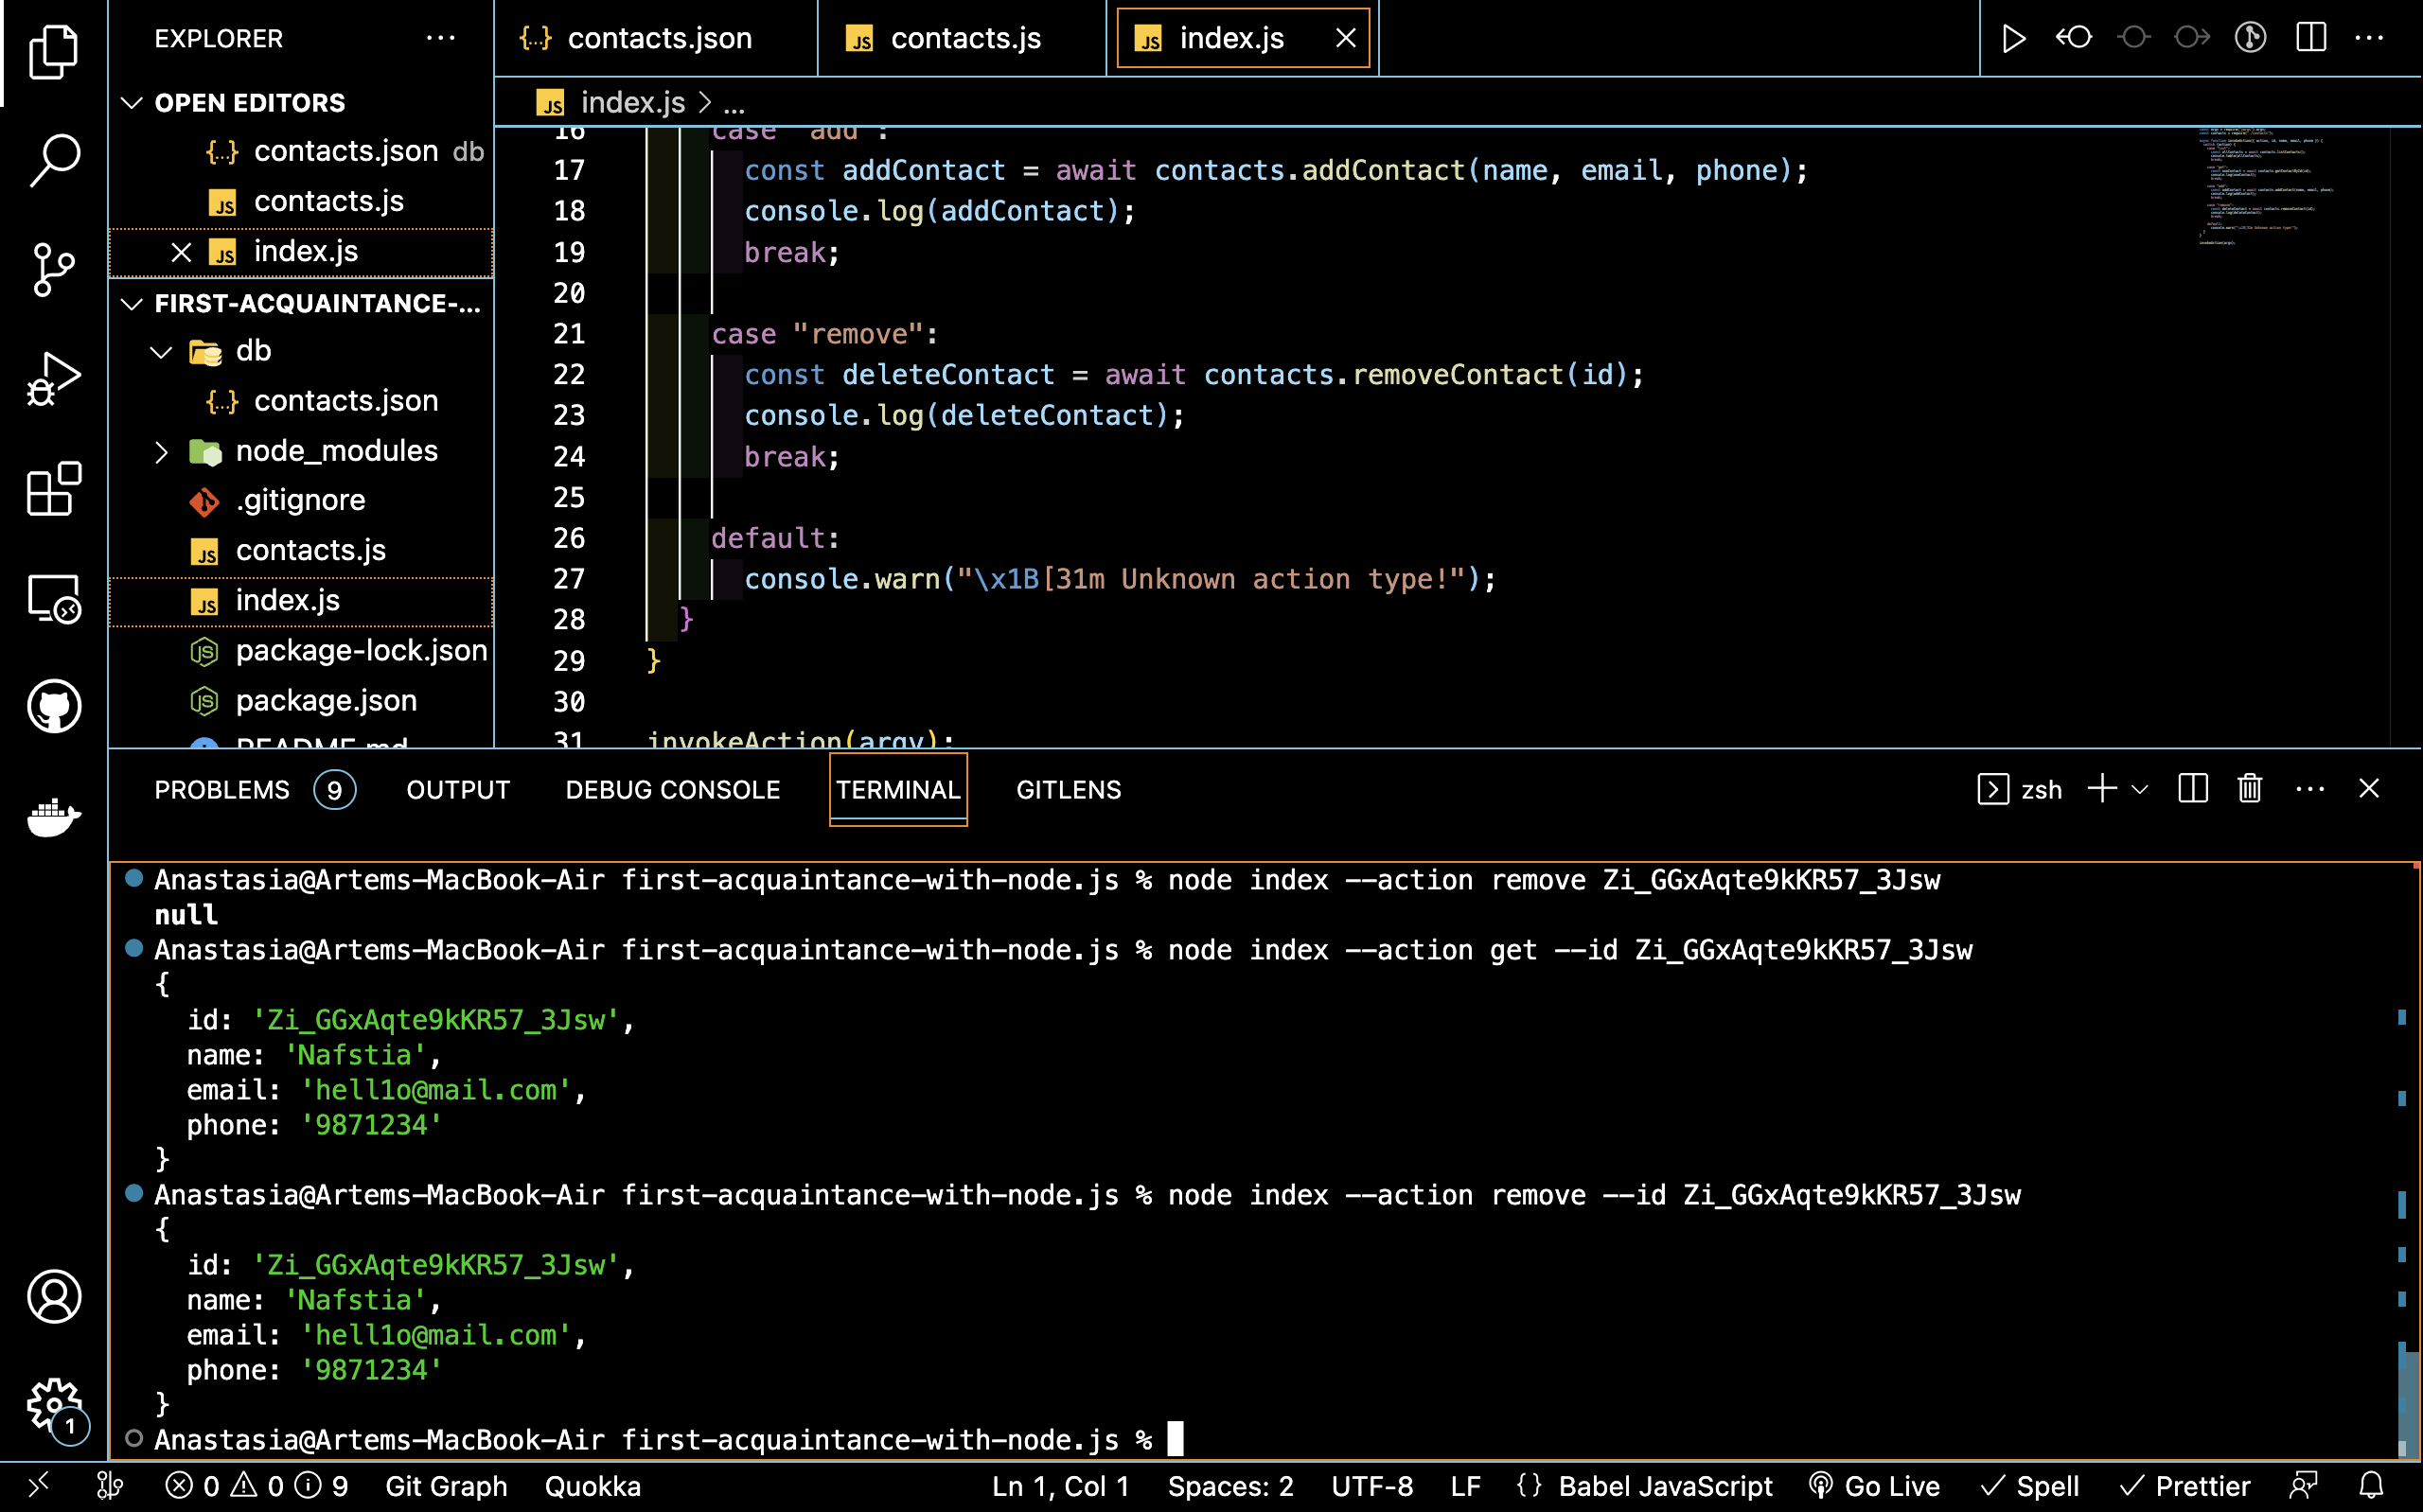 EXPLORER
OPEN EDITORS
contacts.json db
contacts.js
index.js
FIRST-ACQUAINTANCE-...
db
contacts.json
node_modules
.gitignore
contacts.js
index.js
package-lock.json
package.json
README.md
contacts.json
contacts.js
index.js
index.js > ...
16 case "add":
17 const addContact = await contacts.addContact(name, email, phone);
18 console.log(addContact);
19 break;
20
21 case "remove":
22 const deleteContact = await contacts.removeContact(id);
23 console.log(deleteContact);
24 break;
25
26 default:
27 console.warn("\x1B[31m Unknown action type!");
28 }
29 }
30
31 invokeAction(argv);
PROBLEMS 9 OUTPUT DEBUG CONSOLE TERMINAL GITLENS zsh
Anastasia@Artems-MacBook-Air first-acquaintance-with-node.js % node index --action remove Zi_GGxAqte9kKR57_3Jsw
null
Anastasia@Artems-MacBook-Air first-acquaintance-with-node.js % node index --action get --id Zi_GGxAqte9kKR57_3Jsw
{
id: 'Zi_GGxAqte9kKR57_3Jsw',
name: 'Nafstia',
email: 'hell1o@mail.com',
phone: '9871234'
}
Anastasia@Artems-MacBook-Air first-acquaintance-with-node.js % node index --action remove --id Zi_GGxAqte9kKR57_3Jsw
{
id: 'Zi_GGxAqte9kKR57_3Jsw',
name: 'Nafstia',
email: 'hell1o@mail.com',
phone: '9871234'
}
Anastasia@Artems-MacBook-Air first-acquaintance-with-node.js %
1
0 0 9 Git Graph Quokka Ln 1, Col 1 Spaces: 2 UTF-8 LF {} Babel JavaScript Go Live Spell Prettier